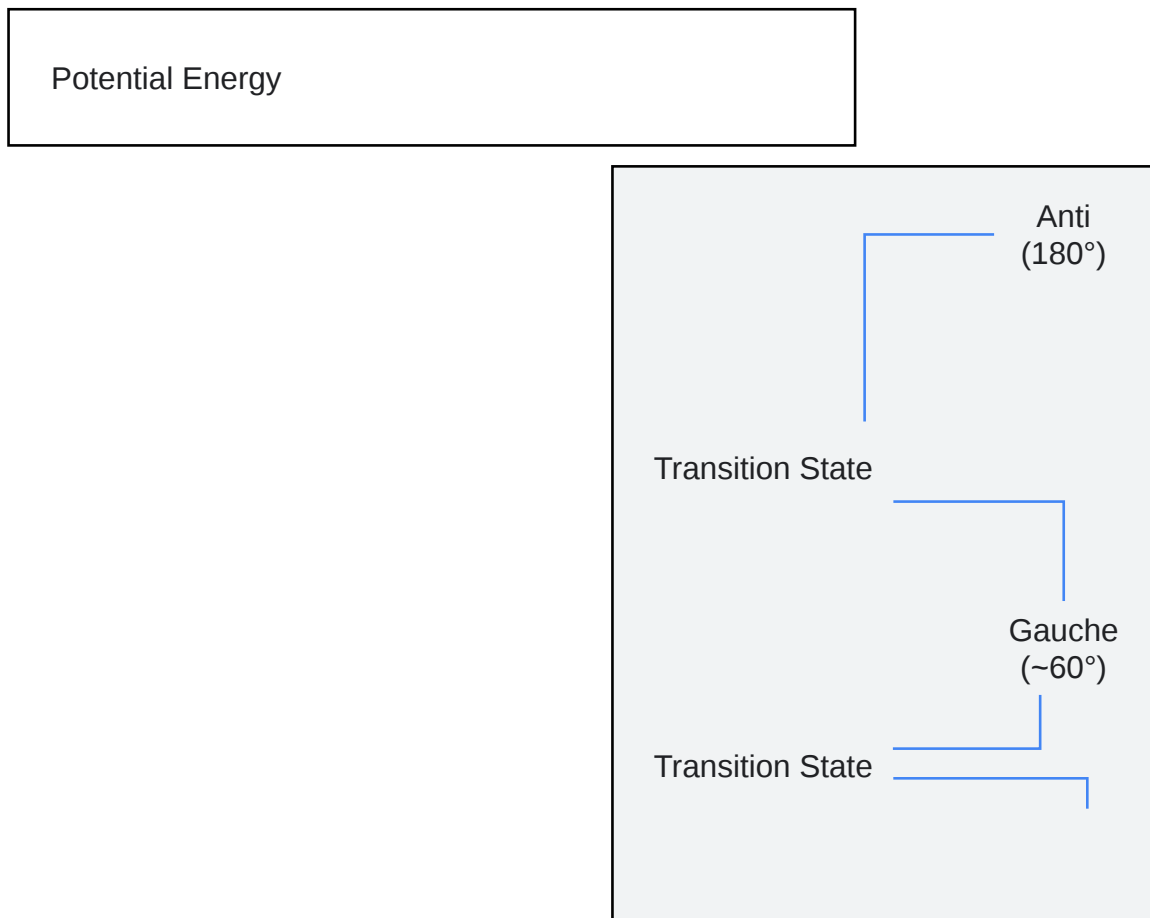 Potential Energy
Anti
(180°)
Transition State
Gauche
(~60°)
Transition State